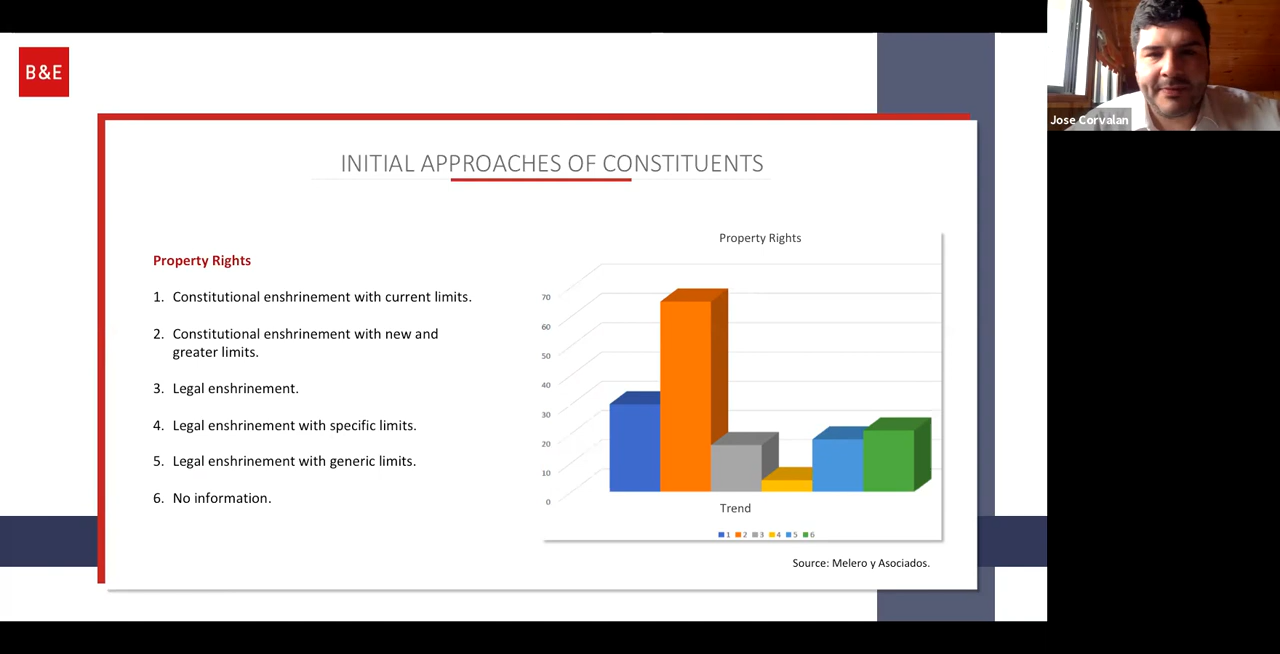 B&E
Jose Corvalan
INITIAL APPROACHES OF CONSTITUENTS
Property Rights
1. Constitutional enshrinement with current limits.
2. Constitutional enshrinement with new and
greater limits.
3. Legal enshrinement.
4. Legal enshrinement with specific limits.
5. Legal enshrinement with generic limits.
6. No information.
Property Rights
70
60
50
40
30
20
10
0
Trend
1 2 3 4 5 6
Source: Melero y Asociados.